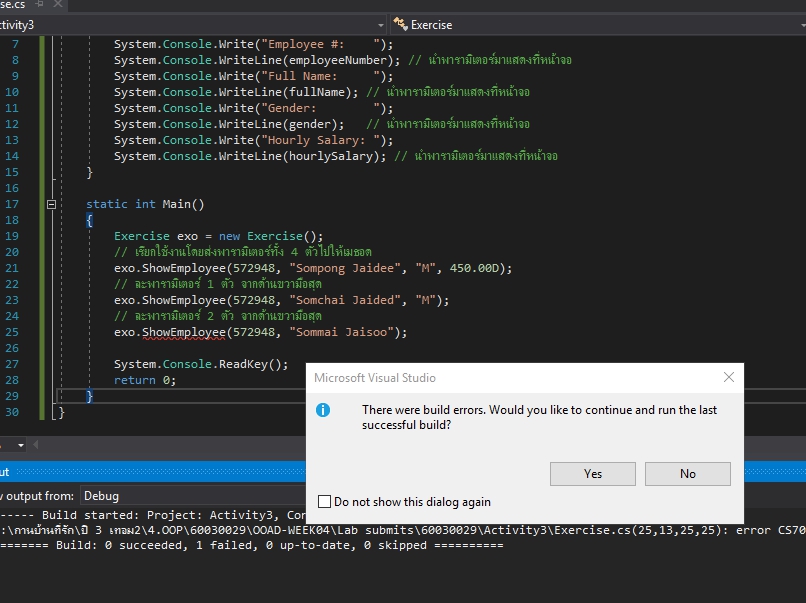 se.cs
tivity3
Exercise
7 System.Console.Write("Employee #:    ");
8 System.Console.WriteLine(employeeNumber); // นำพารามิเตอร์มาแสดงที่หน้าจอ
9 System.Console.Write("Full Name:     ");
10 System.Console.WriteLine(fullName); // นำพารามิเตอร์มาแสดงที่หน้าจอ
11 System.Console.Write("Gender:        ");
12 System.Console.WriteLine(gender);   // นำพารามิเตอร์มาแสดงที่หน้าจอ
13 System.Console.Write("Hourly Salary: ");
14 System.Console.WriteLine(hourlySalary); // นำพารามิเตอร์มาแสดงที่หน้าจอ
15 }
16
17 static int Main()
18 {
19 Exercise exo = new Exercise();
20 // เรียกใช้งานโดยส่งพารามิเตอร์ทั้ง 4 ตัวไปให้เมธอด
21 exo.ShowEmployee(572948, "Sompong Jaidee", "M", 450.00D);
22 // ละพารามิเตอร์ 1 ตัว จากด้านขวามือสุด
23 exo.ShowEmployee(572948, "Somchai Jaided", "M");
24 // ละพารามิเตอร์ 2 ตัว จากด้านขวามือสุด
25 exo.ShowEmployee(572948, "Sommai Jaisoo");
26
27 System.Console.ReadKey();
28 return 0;
29 }
30 }
Microsoft Visual Studio
There were build errors. Would you like to continue and run the last
successful build?
Yes No
Do not show this dialog again
ut
w output from: Debug
----- Build started: Project: Activity3, Con
:\กานบ้านที่รัก\ปี 3 เทอม2\4.OOP\60030029\OOAD-WEEK04\Lab submits\60030029\Activity3\Exercise.cs(25,13,25,25): error CS70
======= Build: 0 succeeded, 1 failed, 0 up-to-date, 0 skipped ==========